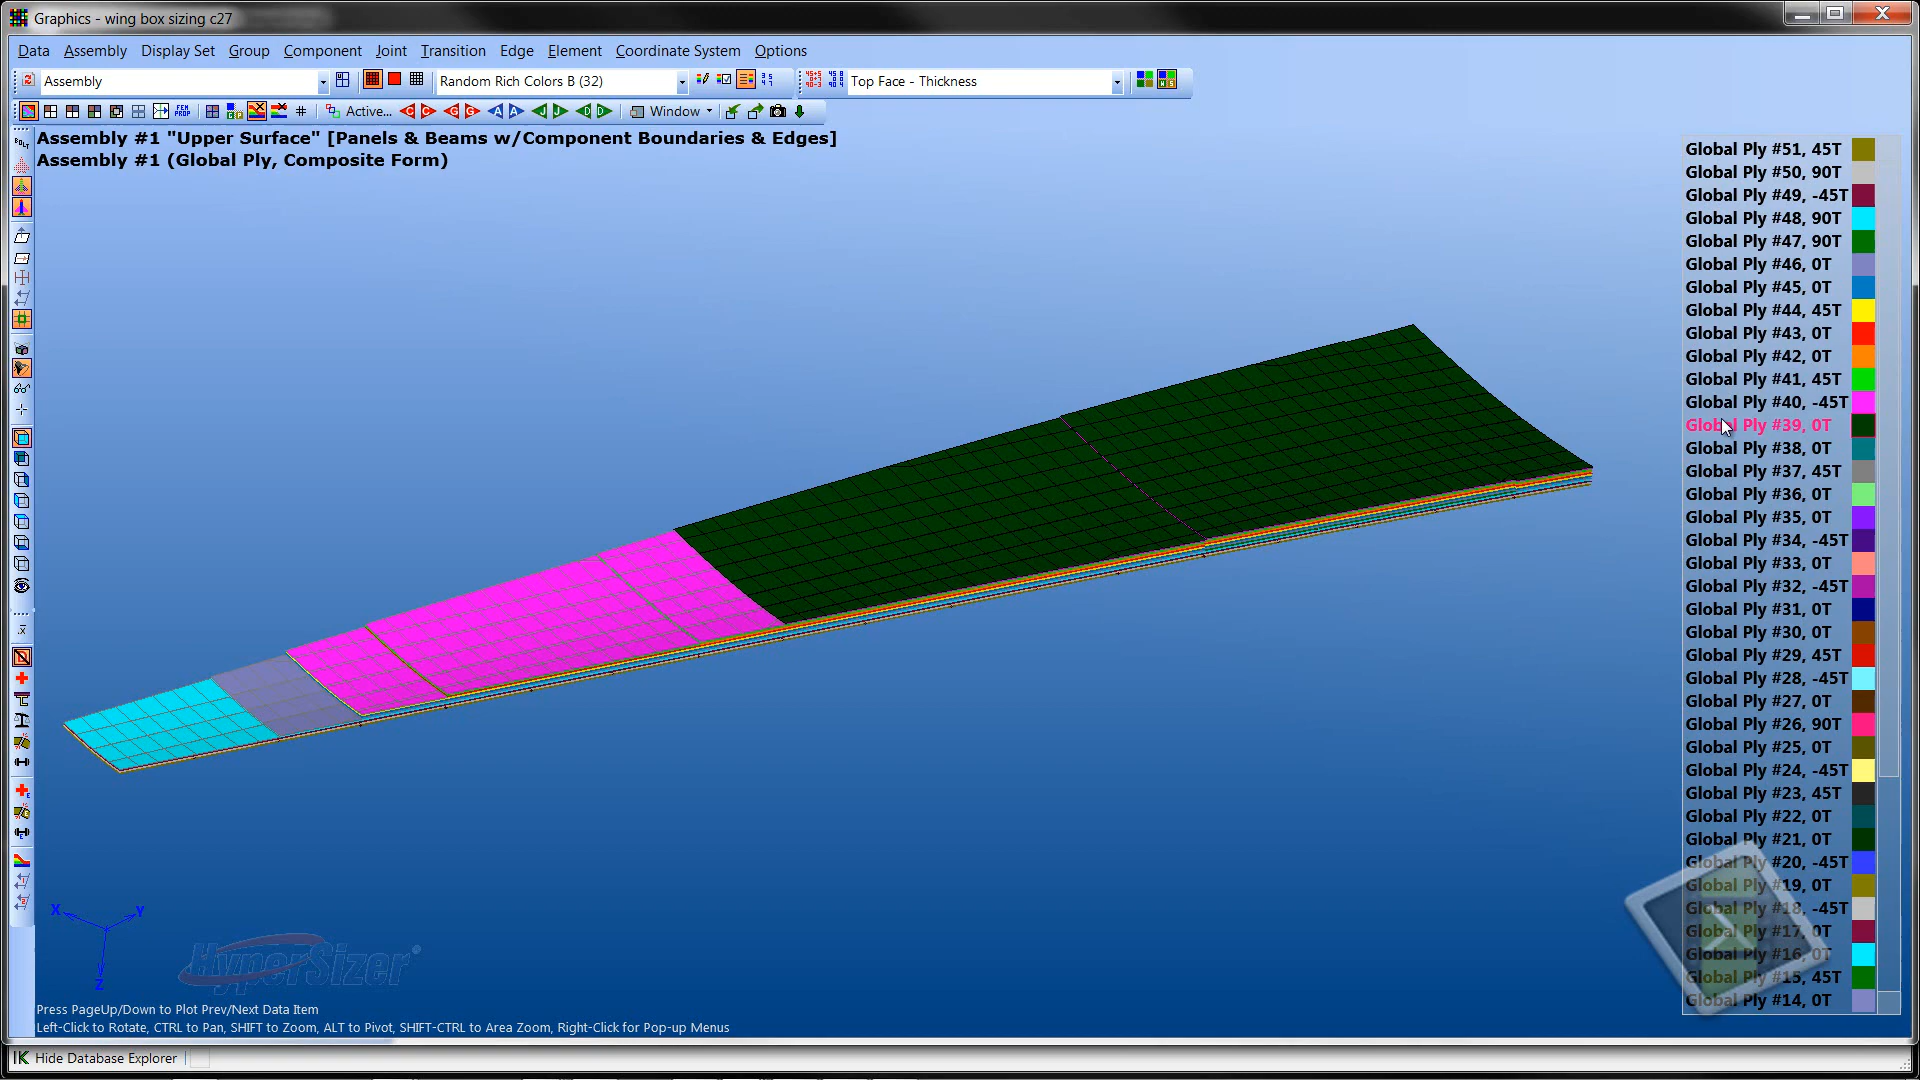 Graphics - wing box sizing c27
Data Assembly Display Set Group Component Joint Transition Edge Element Coordinate System Options
Assembly Random Rich Colors B (32) Top Face - Thickness
Active... Window
Assembly #1 "Upper Surface" [Panels & Beams w/Component Boundaries & Edges]
Assembly #1 (Global Ply, Composite Form)
Global Ply #51, 45T
Global Ply #50, 90T
Global Ply #49, -45T
Global Ply #48, 90T
Global Ply #47, 90T
Global Ply #46, 0T
Global Ply #45, 0T
Global Ply #44, 45T
Global Ply #43, 0T
Global Ply #42, 0T
Global Ply #41, 45T
Global Ply #40, -45T
Global Ply #39, 0T
Global Ply #38, 0T
Global Ply #37, 45T
Global Ply #36, 0T
Global Ply #35, 0T
Global Ply #34, -45T
Global Ply #33, 0T
Global Ply #32, -45T
Global Ply #31, 0T
Global Ply #30, 0T
Global Ply #29, 45T
Global Ply #28, -45T
Global Ply #27, 0T
Global Ply #26, 90T
Global Ply #25, 0T
Global Ply #24, -45T
Global Ply #23, 45T
Global Ply #22, 0T
Global Ply #21, 0T
Global Ply #20, -45T
Global Ply #19, 0T
Global Ply #18, -45T
Global Ply #17, 0T
Global Ply #16, 0T
Global Ply #15, 45T
Global Ply #14, 0T
X Y
Z
HyperSizer
Press PageUp/Down to Plot Prev/Next Data Item
Left-Click to Rotate, CTRL to Pan, SHIFT to Zoom, ALT to Pivot, SHIFT-CTRL to Area Zoom, Right-Click for Pop-up Menus
Hide Database Explorer